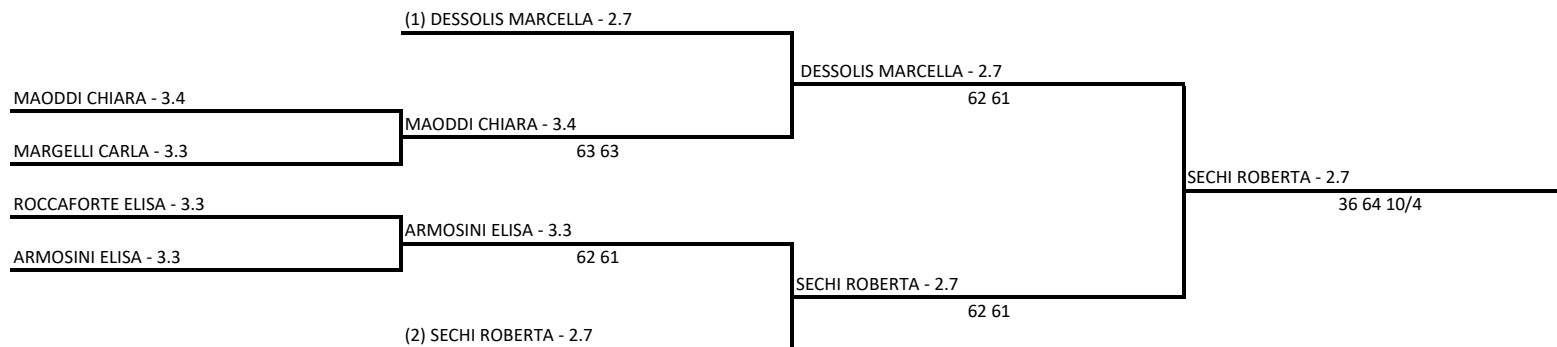 (1) DESSOLIS MARCELLA - 2.7
DESSOLIS MARCELLA - 2.7
62 61
MAODDI CHIARA - 3.4
MAODDI CHIARA - 3.4
63 63
MARGELLI CARLA - 3.3
SECHI ROBERTA - 2.7
36 64 10/4
ROCCAFORTE ELISA - 3.3
ARMOSINI ELISA - 3.3
62 61
ARMOSINI ELISA - 3.3
SECHI ROBERTA - 2.7
62 61
(2) SECHI ROBERTA - 2.7